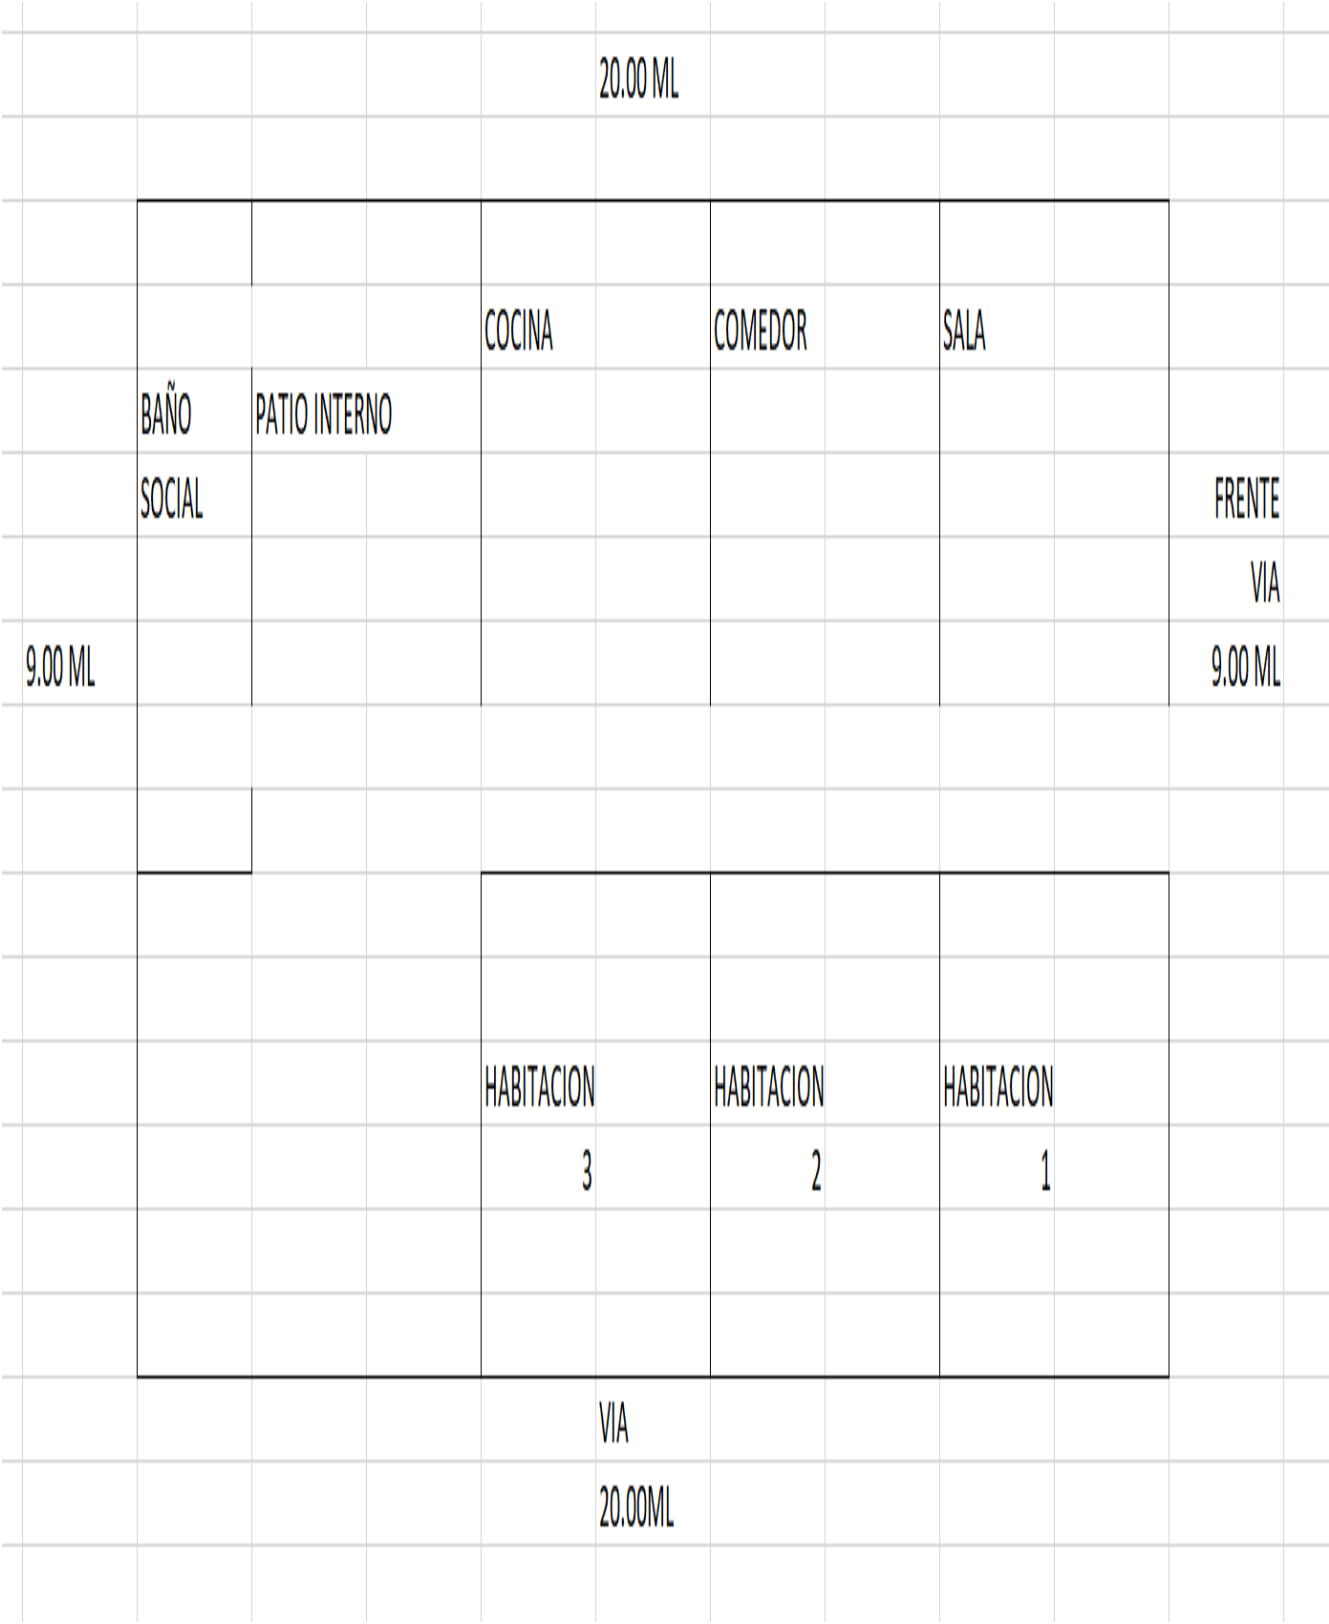 20.00 ML
COCINA COMEDOR SALA
BAÑO PATIO INTERNO
SOCIAL FRENTE
VIA
9.00 ML 9.00 ML
HABITACION HABITACION HABITACION
3 2 1
VIA
20.00ML